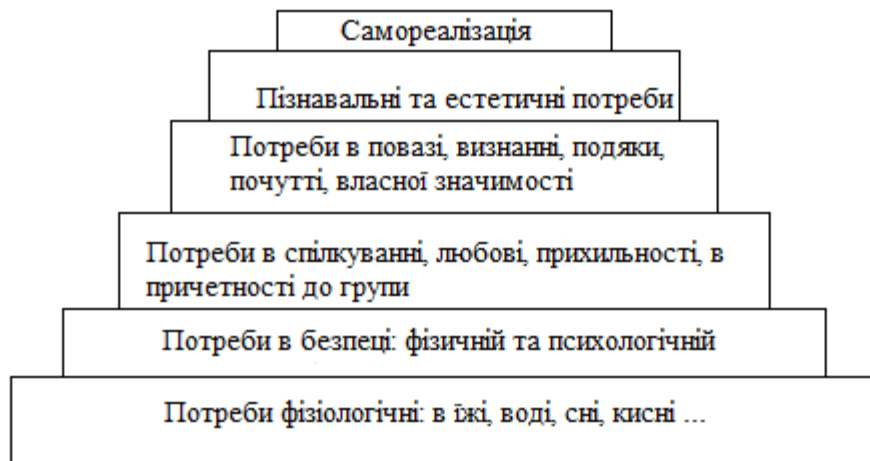 Самореалізація
Пізнавальні та естетичні потреби
Потреби в повазі, визнанні, подяки,
почутті, власної значимості
Потреби в спілкуванні, любові, прихильності, в
причетності до групи
Потреби в безпеці: фізичній та психологічній
Потреби фізіологічні: в їжі, воді, сні, кисні ...